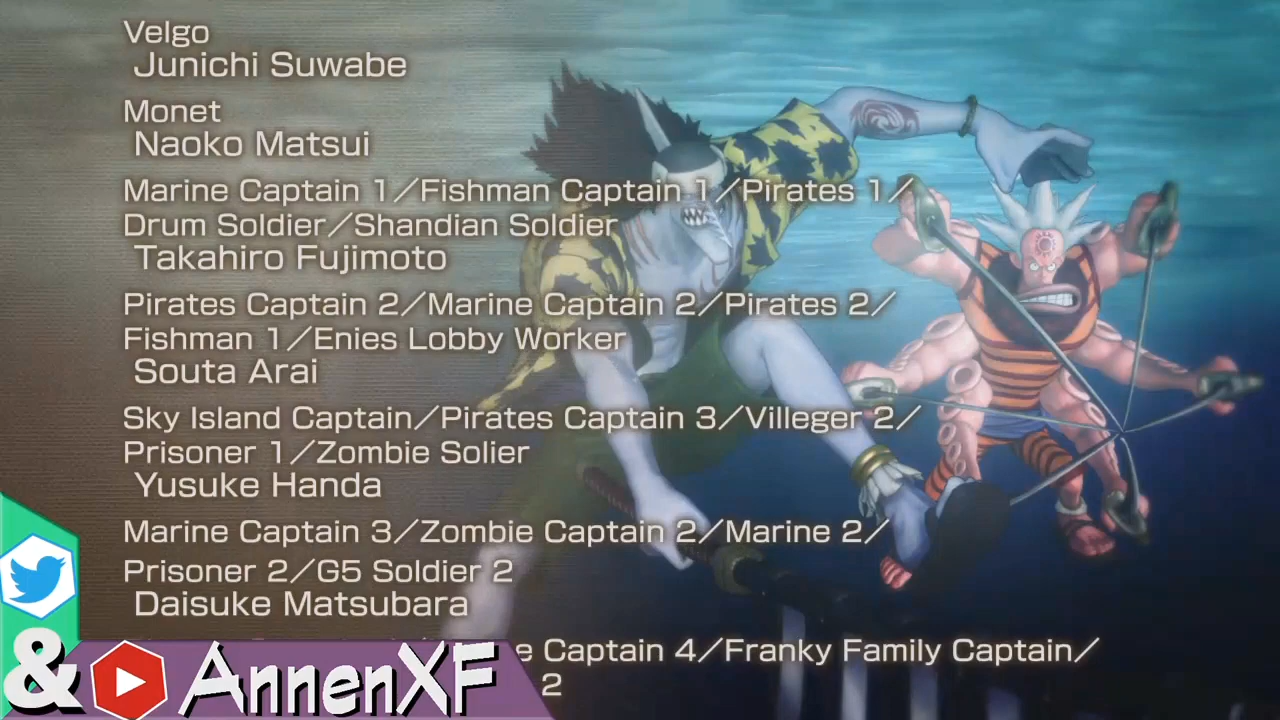 Velgo
Junichi Suwabe
Monet
Naoko Matsui
Marine Captain 1／Fishman Captain 1／Pirates 1／
Drum Soldier／Shandian Soldier
Takahiro Fujimoto
Pirates Captain 2／Marine Captain 2／Pirates 2／
Fishman 1／Enies Lobby Worker
Souta Arai
Sky Island Captain／Pirates Captain 3／Villeger 2／
Prisoner 1／Zombie Solier
Yusuke Handa
Marine Captain 3／Zombie Captain 2／Marine 2／
Prisoner 2／G5 Soldier 2
Daisuke Matsubara
Captain 4／Franky Family Captain／
2
& AnnenXF